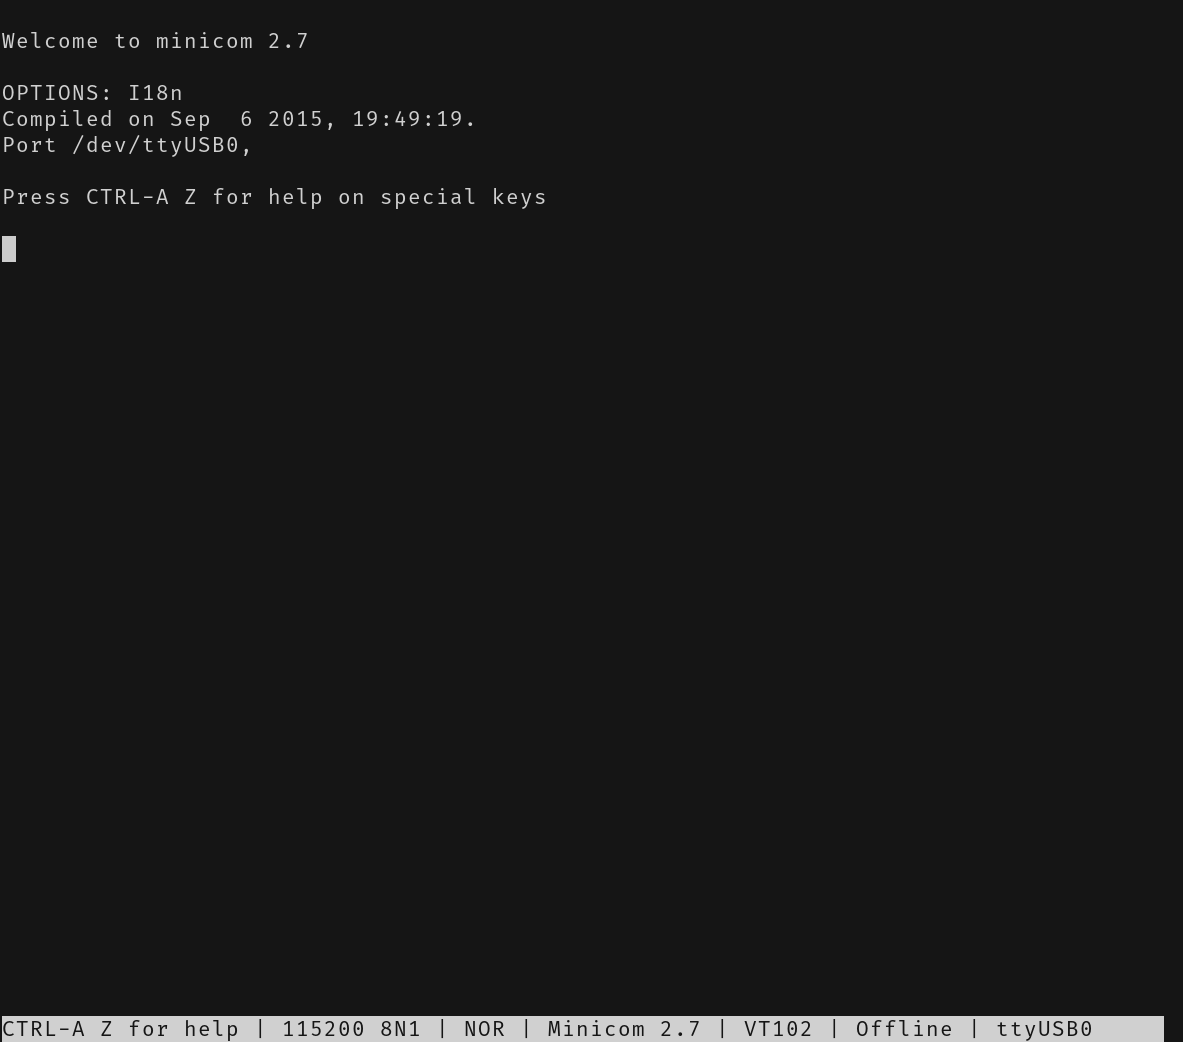 Welcome to minicom 2.7
OPTIONS: I18n
Compiled on Sep  6 2015, 19:49:19.
Port /dev/ttyUSB0,
Press CTRL-A Z for help on special keys
CTRL-A Z for help | 115200 8N1 | NOR | Minicom 2.7 | VT102 | Offline | ttyUSB0